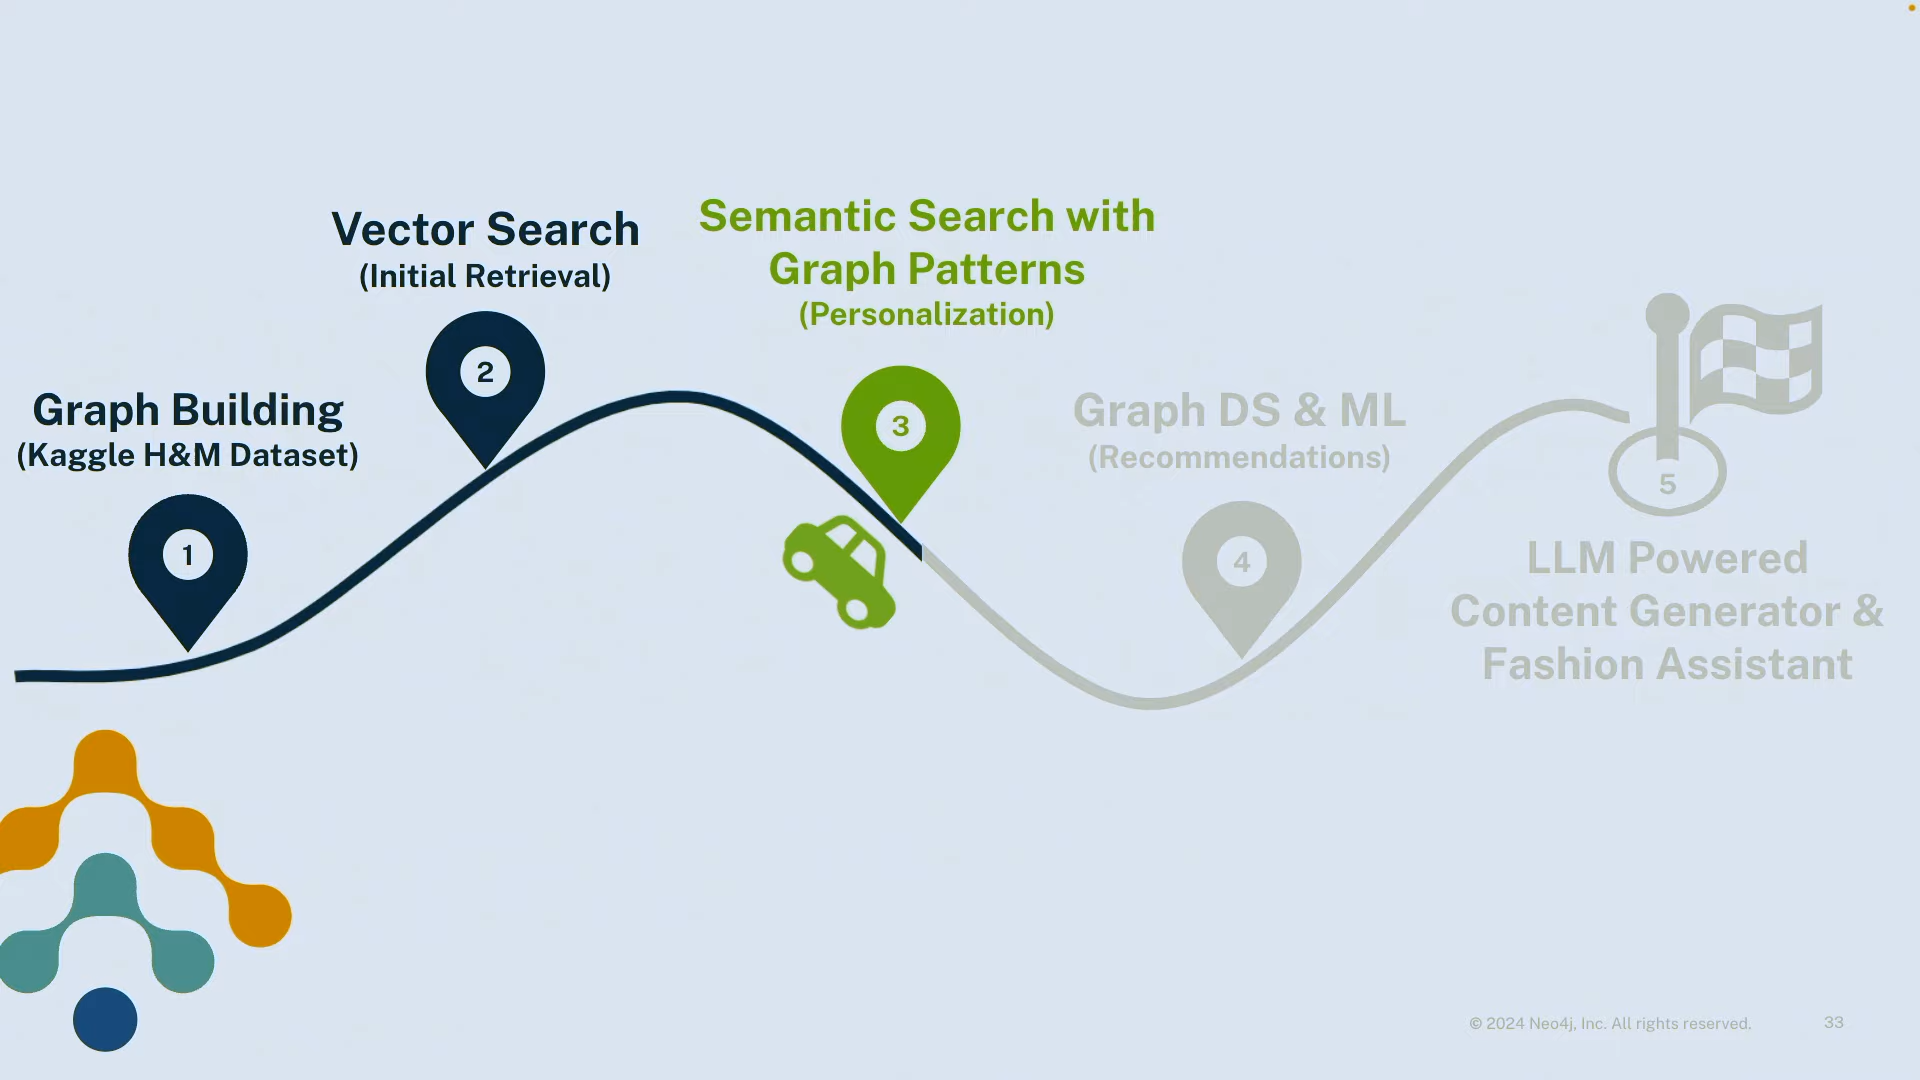 Graph Building
(Kaggle H&M Dataset)
1
Vector Search
(Initial Retrieval)
2
Semantic Search with
Graph Patterns
(Personalization)
3
Graph DS & ML
(Recommendations)
4
5
LLM Powered
Content Generator &
Fashion Assistant
© 2024 Neo4j, Inc. All rights reserved.
33